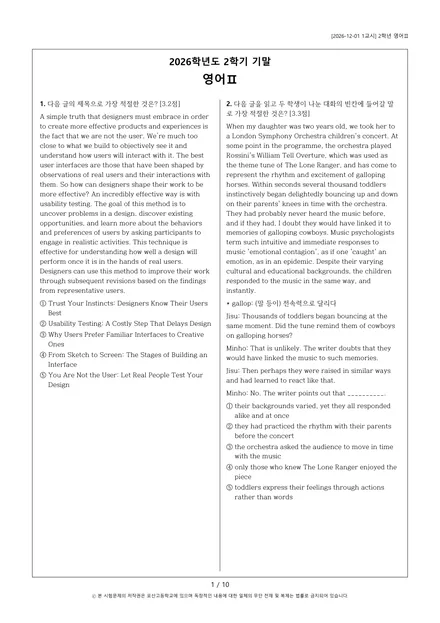 [2026-12-01 1교시] 2학년 영어Ⅱ
2026학년도 2학기 기말
영어Ⅱ
1. 다음 글의 제목으로 가장 적절한 것은? [3.2점]
A simple truth that designers must embrace in order
to create more effective products and experiences is
the fact that we are not the user. We're much too
close to what we build to objectively see it and
understand how users will interact with it. The best
user interfaces are those that have been shaped by
observations of real users and their interactions with
them. So how can designers shape their work to be
more effective? An incredibly effective way is with
usability testing. The goal of this method is to
uncover problems in a design, discover existing
opportunities, and learn more about the behaviors
and preferences of users by asking participants to
engage in realistic activities. This technique is
effective for understanding how well a design will
perform once it is in the hands of real users.
Designers can use this method to improve their work
through subsequent revisions based on the findings
from representative users.
① Trust Your Instincts: Designers Know Their Users
Best
② Usability Testing: A Costly Step That Delays Design
③ Why Users Prefer Familiar Interfaces to Creative
Ones
④ From Sketch to Screen: The Stages of Building an
Interface
⑤ You Are Not the User: Let Real People Test Your
Design
2. 다음 글을 읽고 두 학생이 나눈 대화의 빈칸에 들어갈 말
로 가장 적절한 것은? [3.3점]
When my daughter was two years old, we took her to
a London Symphony Orchestra children's concert. At
some point in the programme, the orchestra played
Rossini's William Tell Overture, which was used as
the theme tune of The Lone Ranger, and has come to
represent the rhythm and excitement of galloping
horses. Within seconds several thousand toddlers
instinctively began delightedly bouncing up and down
on their parents' knees in time with the orchestra.
They had probably never heard the music before,
and if they had, I doubt they would have linked it to
memories of galloping cowboys. Music psychologists
term such intuitive and immediate responses to
music 'emotional contagion', as if one 'caught' an
emotion, as in an epidemic. Despite their varying
cultural and educational backgrounds, the children
responded to the music in the same way, and
instantly.
* gallop: (말 등이) 전속력으로 달리다
Jisu: Thousands of toddlers began bouncing at the
same moment. Did the tune remind them of cowboys
on galloping horses?
Minho: That is unlikely. The writer doubts that they
would have linked the music to such memories.
Jisu: Then perhaps they were raised in similar ways
and had learned to react like that.
Minho: No. The writer points out that __________.
① their backgrounds varied, yet they all responded
alike and at once
② they had practiced the rhythm with their parents
before the concert
③ the orchestra asked the audience to move in time
with the music
④ only those who knew The Lone Ranger enjoyed the
piece
⑤ toddlers express their feelings through actions
rather than words
1 / 10